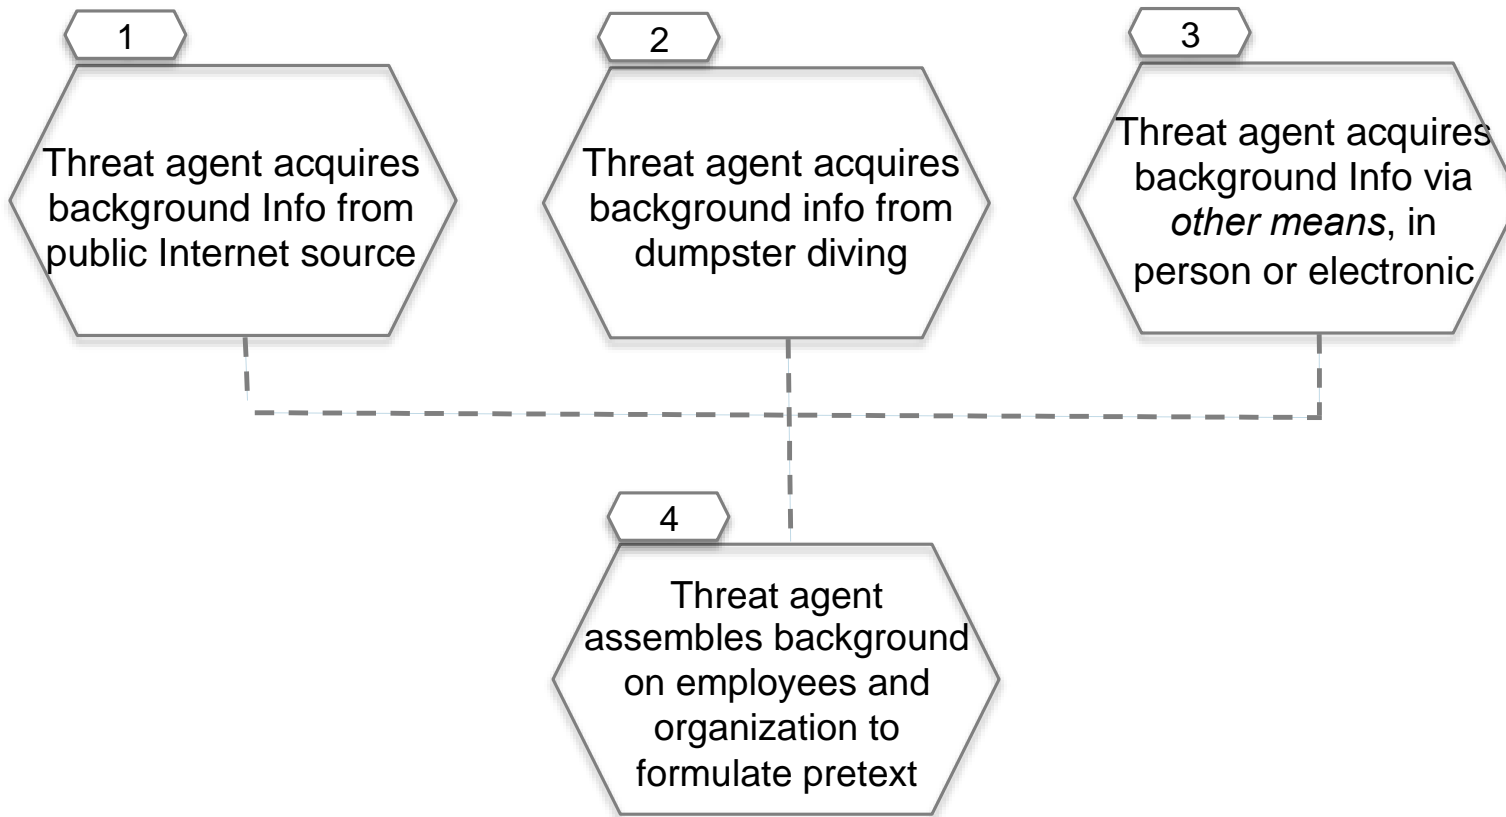 1
Threat agent acquires
background Info from
public Internet source
2
Threat agent acquires
background info from
dumpster diving
3
Threat agent acquires
background Info via
other means, in
person or electronic
4
Threat agent
assembles background
on employees and
organization to
formulate pretext